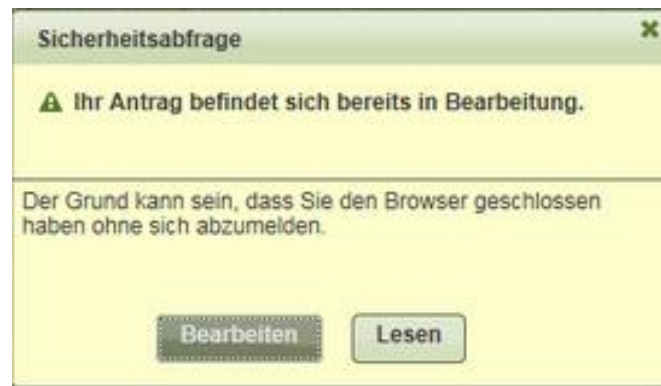 Sicherheitsabfrage
Ihr Antrag befindet sich bereits in Bearbeitung.
Der Grund kann sein, dass Sie den Browser geschlossen
haben ohne sich abzumelden.
Bearbeiten Lesen